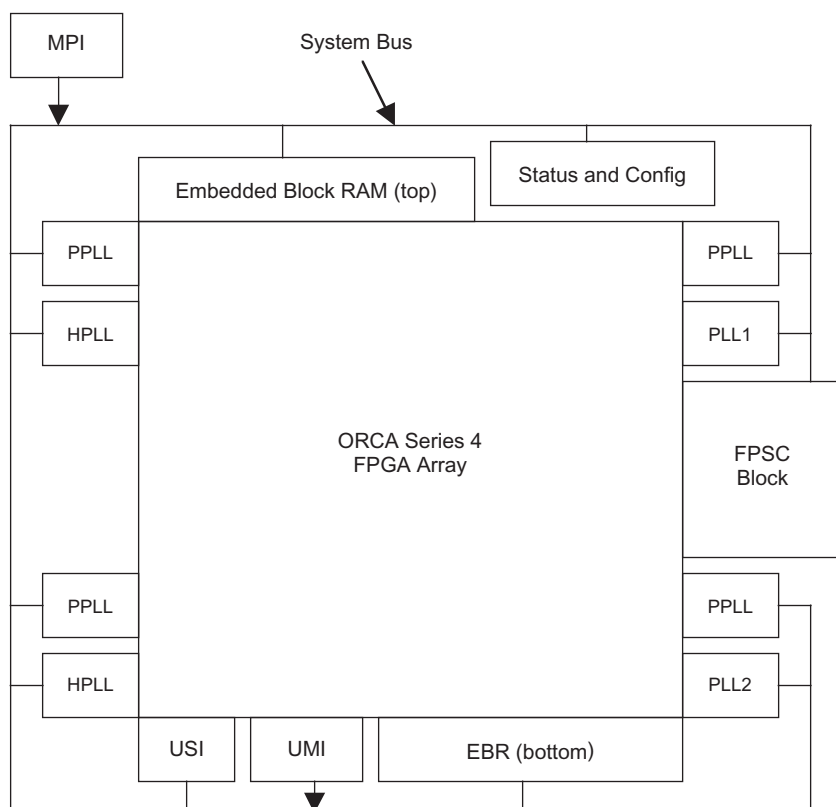 MPI
System Bus
Embedded Block RAM (top)
Status and Config
PPLL
PPLL
HPLL
PLL1
ORCA Series 4
FPGA Array
FPSC
Block
PPLL
PPLL
HPLL
PLL2
USI
UMI
EBR (bottom)